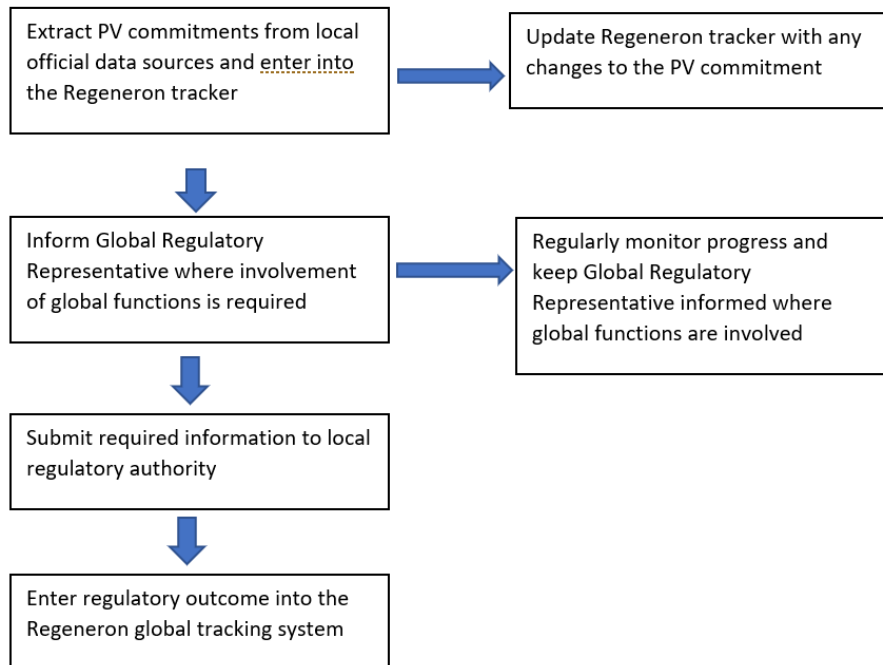 Extract PV commitments from local
official data sources and enter into
the Regeneron tracker
Update Regeneron tracker with any
changes to the PV commitment
Inform Global Regulatory
Representative where involvement
of global functions is required
Regularly monitor progress and
keep Global Regulatory
Representative informed where
global functions are involved
Submit required information to local
regulatory authority
Enter regulatory outcome into the
Regeneron global tracking system